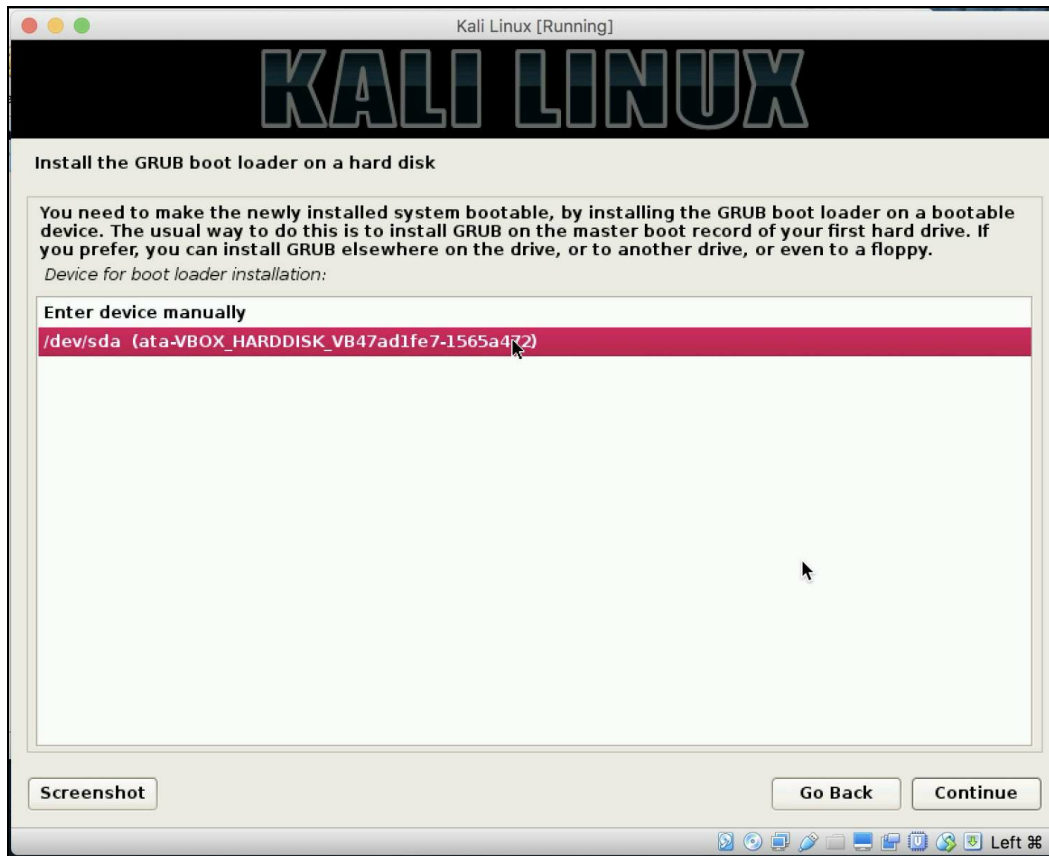 Kali Linux [Running]
KALI LINUX
Install the GRUB boot loader on a hard disk
You need to make the newly installed system bootable, by installing the GRUB boot loader on a bootable
device. The usual way to do this is to install GRUB on the master boot record of your first hard drive. If
you prefer, you can install GRUB elsewhere on the drive, or to another drive, or even to a floppy.
Device for boot loader installation:
Enter device manually
/dev/sda (ata-VBOX_HARDDISK_VB47ad1fe7-1565a472)
Screenshot
Go Back
Continue
Left ⌘